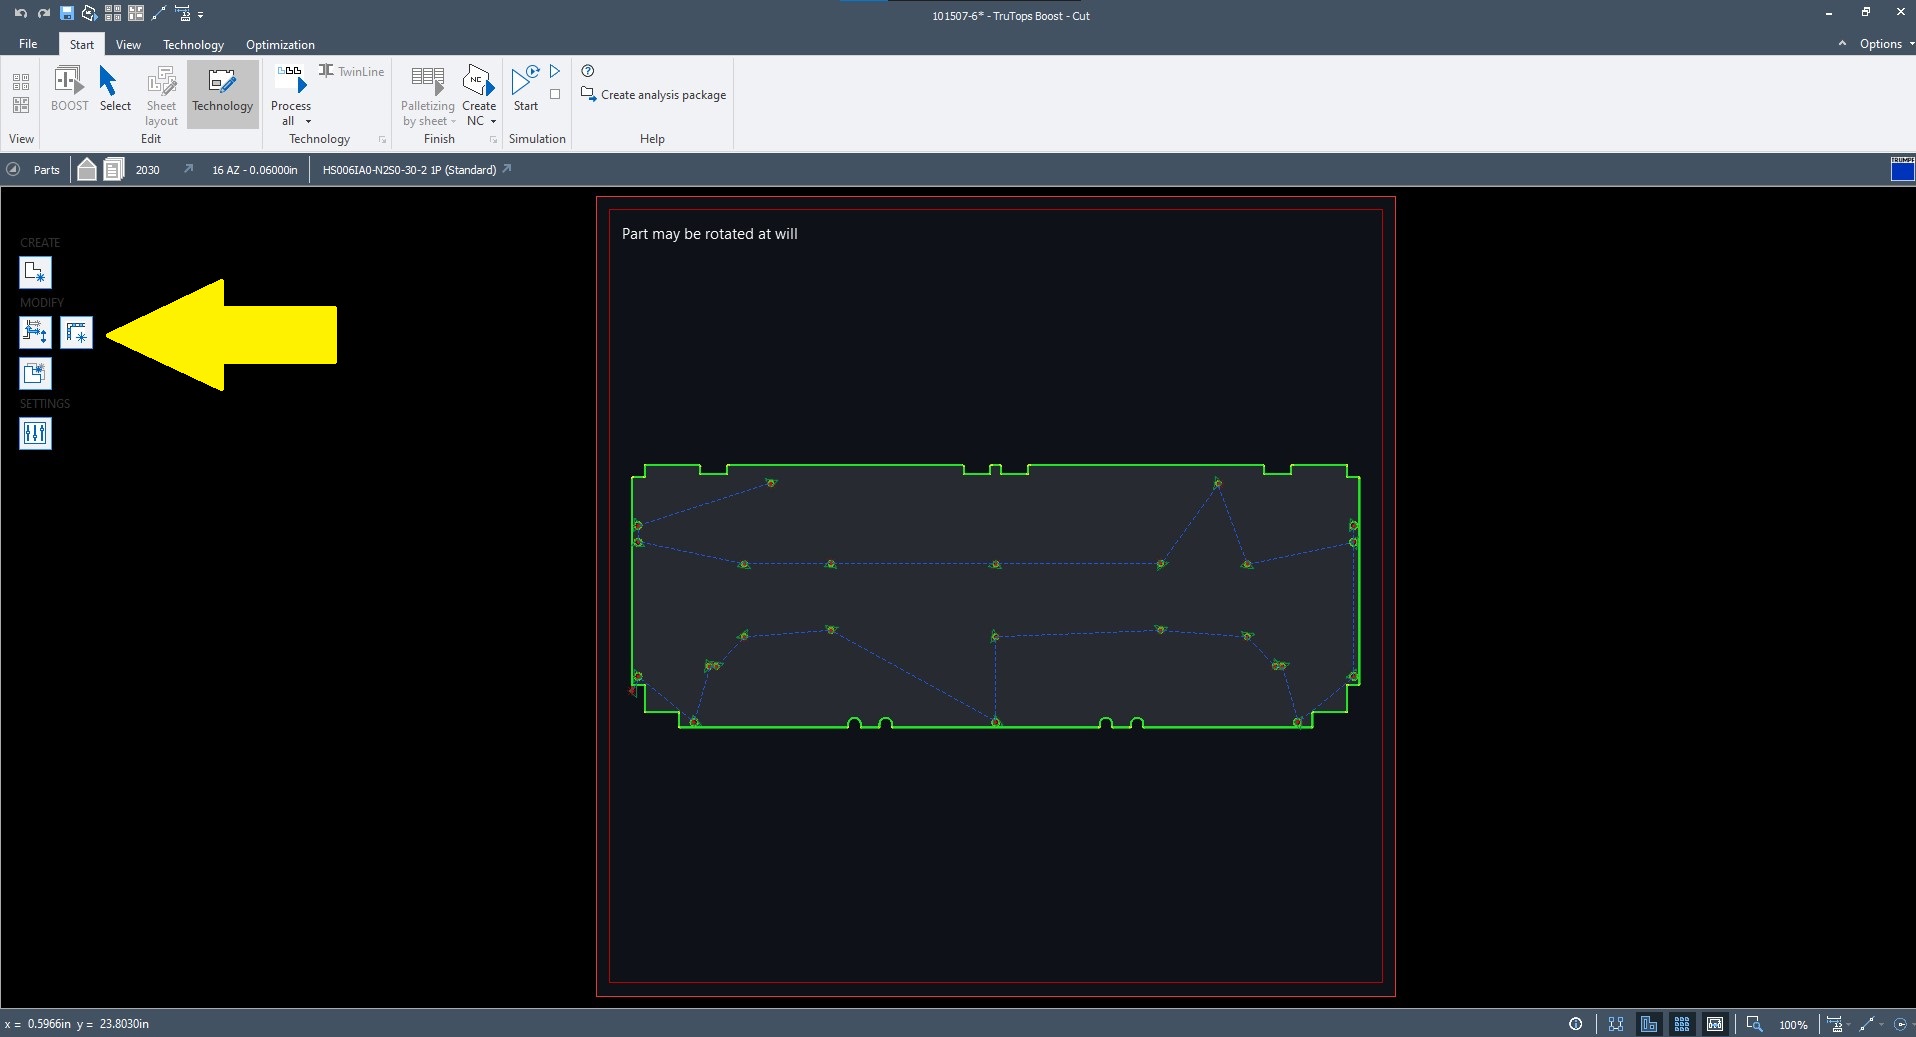 101507-6* - TruTops Boost - Cut
File
Start
View
Technology
Optimization
Options
BOOST
Select
Sheet
layout
Technology
Process
all
TwinLine
Palletizing
by sheet
Create
NC
Start
Create analysis package
View
Edit
Technology
Finish
Simulation
Help
Parts
2030
16 AZ - 0.06000in
HS006IA0-N2S0-30-2 1P (Standard)
TRUMPF
Part may be rotated at will
CREATE
MODIFY
SETTINGS
x = 0.5966in y = 23.8030in
100%